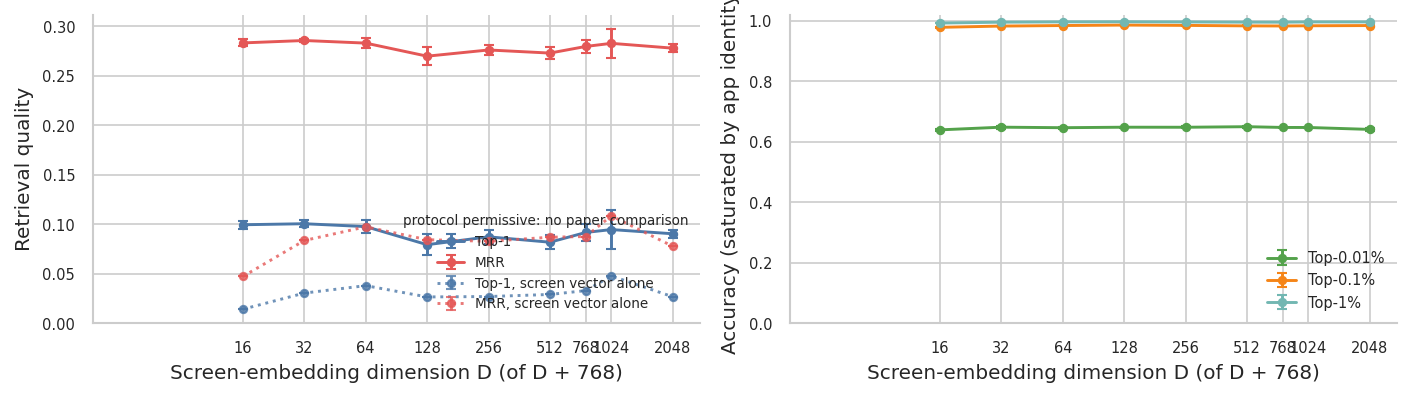 Retrieval quality
0.30
0.25
0.20
0.15
0.10
0.05
0.00
protocol permissive: no paper comparison
Top-1
MRR
Top-1, screen vector alone
MRR, screen vector alone
16 32 64 128 256 512 768 1024 2048
Screen-embedding dimension D (of D + 768)
Accuracy (saturated by app identity
1.0
0.8
0.6
0.4
0.2
0.0
Top-0.01%
Top-0.1%
Top-1%
16 32 64 128 256 512 768 1024 2048
Screen-embedding dimension D (of D + 768)